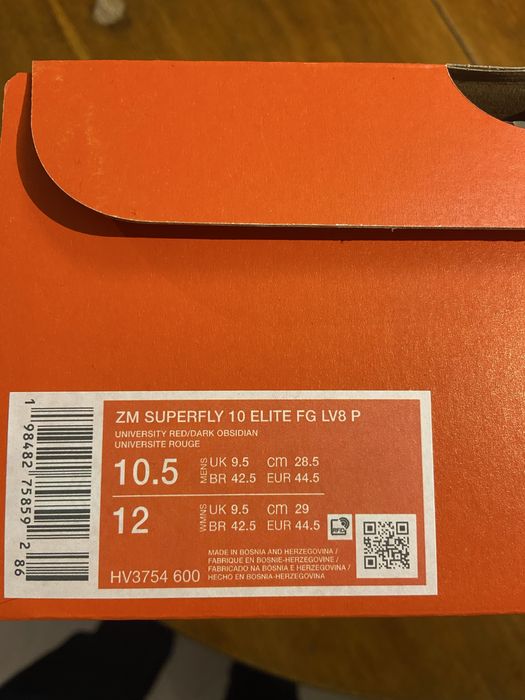 ZM SUPERFLY 10 ELITE FG LV8 P
UNIVERSITY RED/DARK OBSIDIAN
UNIVERSITE ROUGE
10.5 MENS UK 9.5 cm 28.5
BR 42.5 EUR 44.5
12 WMNS UK 9.5 cm 29
BR 42.5 EUR 44.5
RFID
MADE IN BOSNIA AND HERZEGOVINA /
FABRIQUE EN BOSNIE-HERZEGOVINE /
FABRICADO NA BOSNIA E HERZEGOVINA /
HECHO EN BOSNIA-HERZEGOVINA
HV3754 600
1 98482 75859 2 86